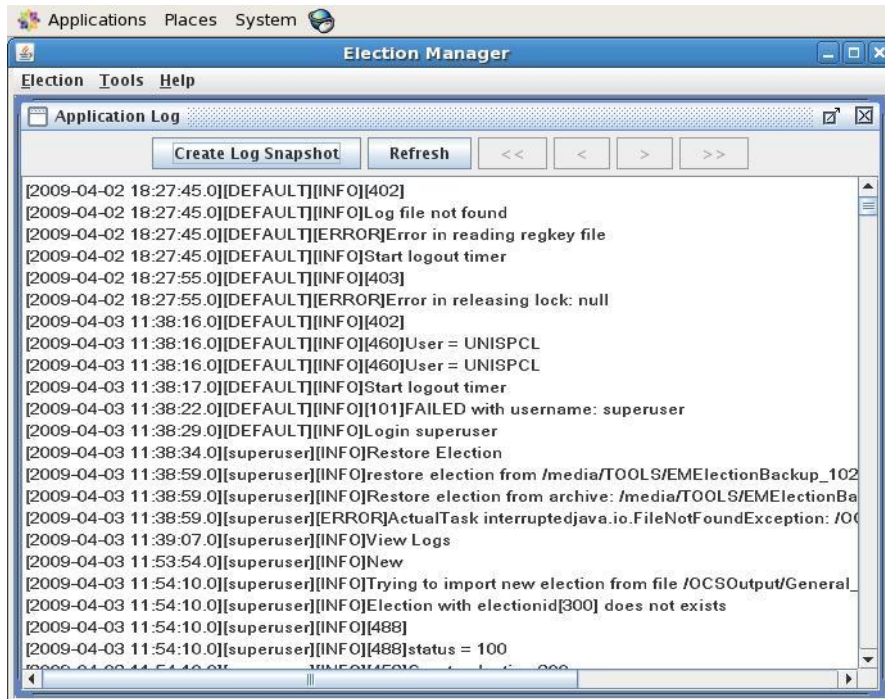 Applications Places System
Election Manager
Election Tools Help
Application Log
Create Log Snapshot Refresh << < > >>
[2009-04-02 18:27:45.0][DEFAULT][INFO][402]
[2009-04-02 18:27:45.0][DEFAULT][INFO]Log file not found
[2009-04-02 18:27:45.0][DEFAULT][ERROR]Error in reading regkey file
[2009-04-02 18:27:45.0][DEFAULT][INFO]Start logout timer
[2009-04-02 18:27:55.0][DEFAULT][INFO][403]
[2009-04-02 18:27:55.0][DEFAULT][ERROR]Error in releasing lock: null
[2009-04-03 11:38:16.0][DEFAULT][INFO][402]
[2009-04-03 11:38:16.0][DEFAULT][INFO][460]User = UNISPCL
[2009-04-03 11:38:16.0][DEFAULT][INFO][460]User = UNISPCL
[2009-04-03 11:38:17.0][DEFAULT][INFO]Start logout timer
[2009-04-03 11:38:22.0][DEFAULT][INFO][101]FAILED with username: superuser
[2009-04-03 11:38:29.0][DEFAULT][INFO]Login superuser
[2009-04-03 11:38:34.0][superuser][INFO]Restore Election
[2009-04-03 11:38:59.0][superuser][INFO]restore election from /media/TOOLS/EMElectionBackup_102
[2009-04-03 11:38:59.0][superuser][INFO]Restore election from archive: /media/TOOLS/EMElectionBa
[2009-04-03 11:38:59.0][superuser][ERROR]ActualTask interruptedjava.io.FileNotFoundException: /O
[2009-04-03 11:39:07.0][superuser][INFO]View Logs
[2009-04-03 11:53:54.0][superuser][INFO]New
[2009-04-03 11:54:10.0][superuser][INFO]Trying to import new election from file /OCSOutput/General_
[2009-04-03 11:54:10.0][superuser][INFO]Election with electionid[300] does not exists
[2009-04-03 11:54:10.0][superuser][INFO][488]
[2009-04-03 11:54:10.0][superuser][INFO][488]status = 100